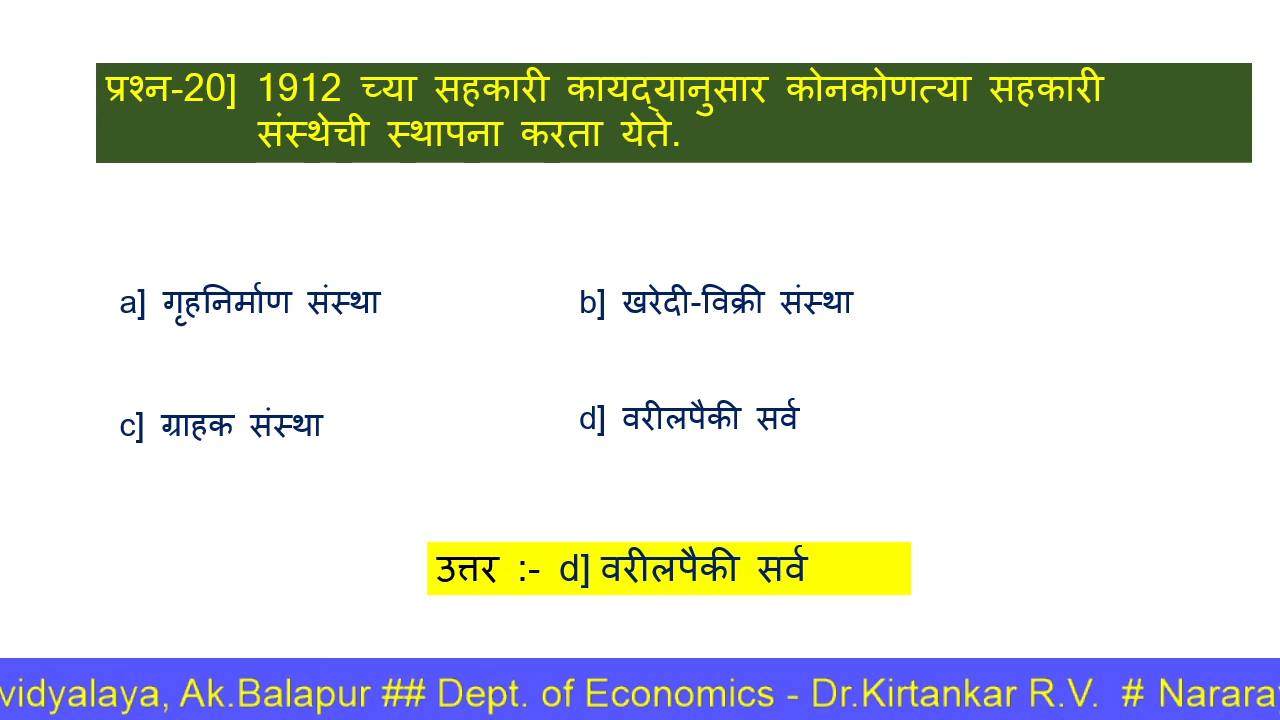 प्रश्न-20] 1912 च्या सहकारी कायद्यानुसार कोनकोणत्या सहकारी
संस्थेची स्थापना करता येते.
a] गृहनिर्माण संस्था
b] खरेदी-विक्री संस्था
c] ग्राहक संस्था
d] वरीलपैकी सर्व
उत्तर :- d] वरीलपैकी सर्व
vidyalaya, Ak.Balapur ## Dept. of Economics - Dr.Kirtankar R.V. # Nararay